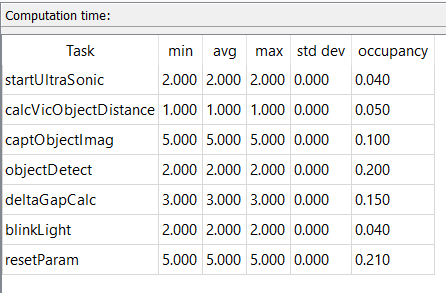 Computation time:
Task min avg max std dev occupancy
startUltraSonic 2.000 2.000 2.000 0.000 0.040
calcVicObjectDistance 1.000 1.000 1.000 0.000 0.050
captObjectImag 5.000 5.000 5.000 0.000 0.100
objectDetect 2.000 2.000 2.000 0.000 0.200
deltaGapCalc 3.000 3.000 3.000 0.000 0.150
blinkLight 2.000 2.000 2.000 0.000 0.040
resetParam 5.000 5.000 5.000 0.000 0.210